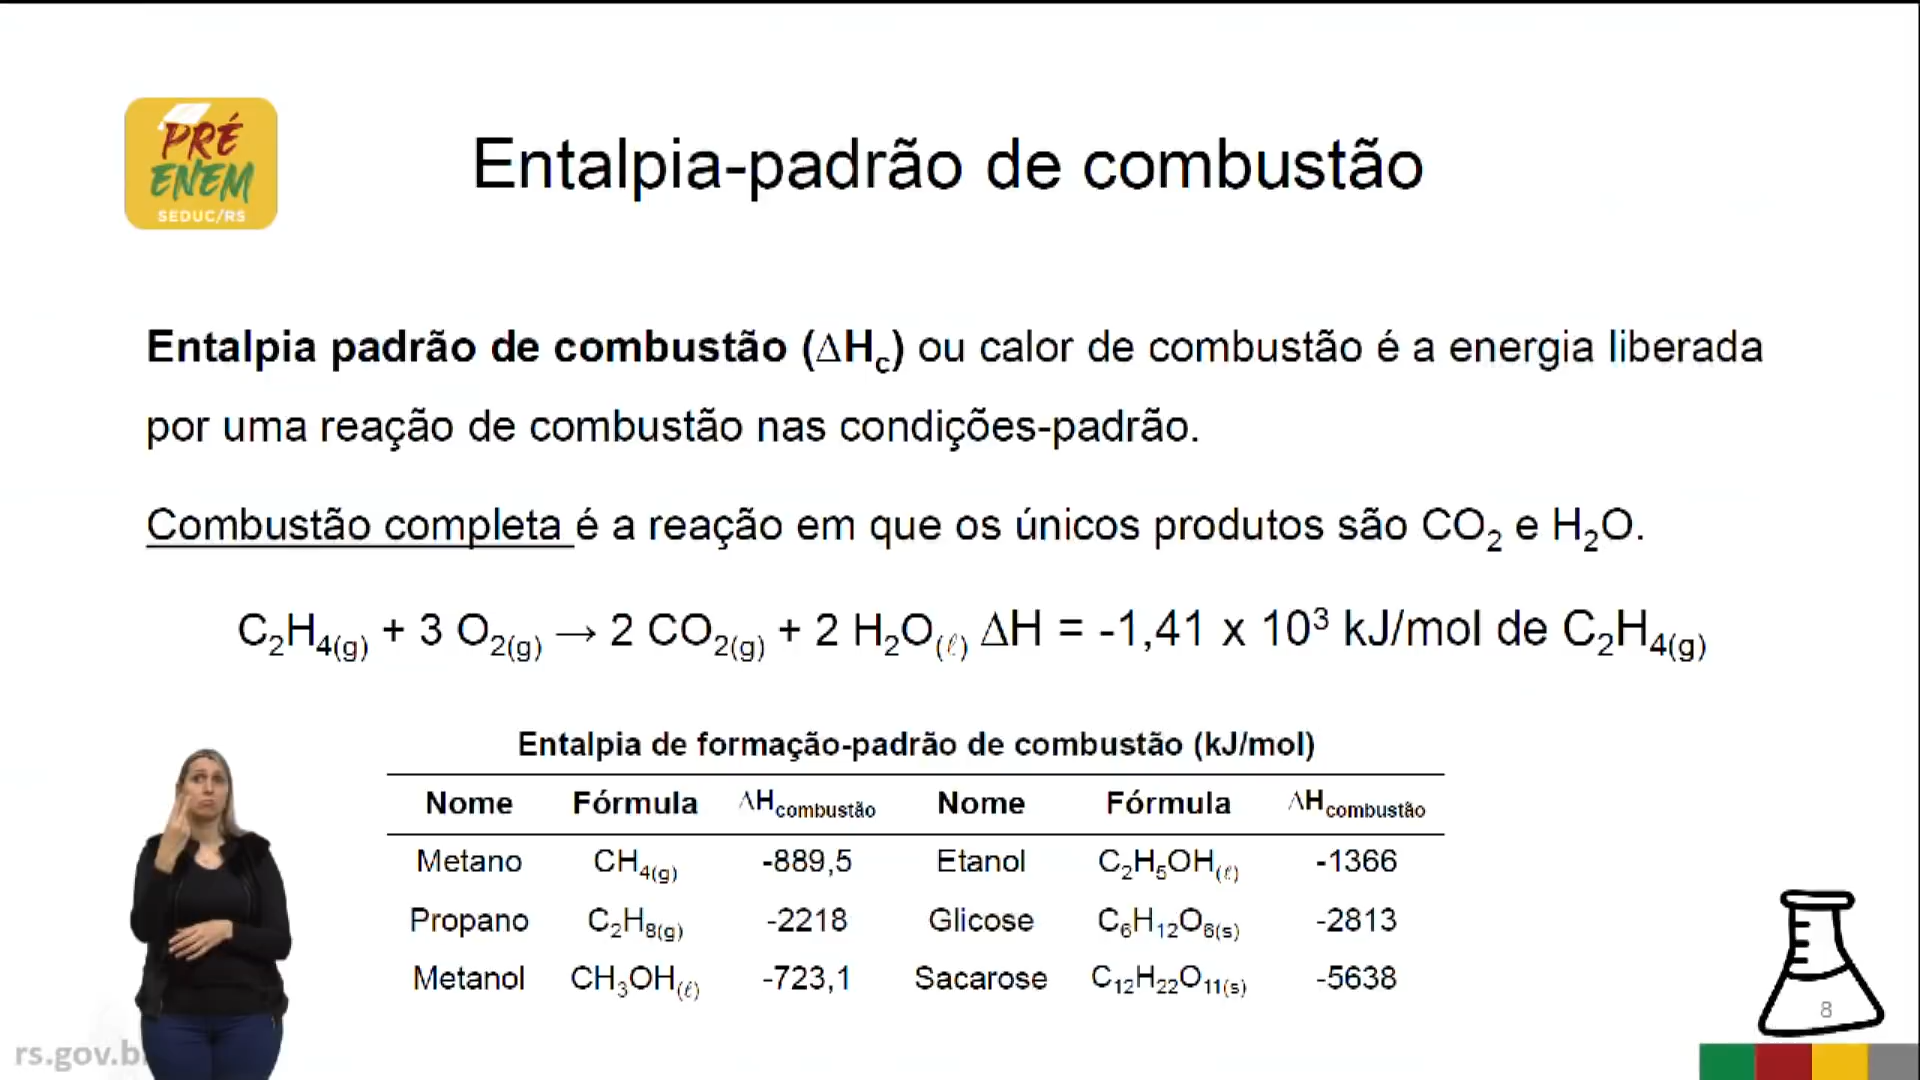 PRÉ
ENEM
SEDUC/RS
Entalpia-padrão de combustão
Entalpia padrão de combustão (ΔH₍c₎) ou calor de combustão é a energia liberada
por uma reação de combustão nas condições-padrão.
Combustão completa é a reação em que os únicos produtos são CO₂ e H₂O.
C₂H₄(g) + 3 O₂(g) → 2 CO₂(g) + 2 H₂O(ℓ) ΔH = -1,41 x 10³ kJ/mol de C₂H₄(g)
Entalpia de formação-padrão de combustão (kJ/mol)
Nome Fórmula ΔHcombustão Nome Fórmula ΔHcombustão
Metano CH₄(g) -889,5 Etanol C₂H₅OH(ℓ) -1366
Propano C₂H₈(g) -2218 Glicose C₆H₁₂O₆(s) -2813
Metanol CH₃OH(ℓ) -723,1 Sacarose C₁₂H₂₂O₁₁(s) -5638
8
rs.gov.b